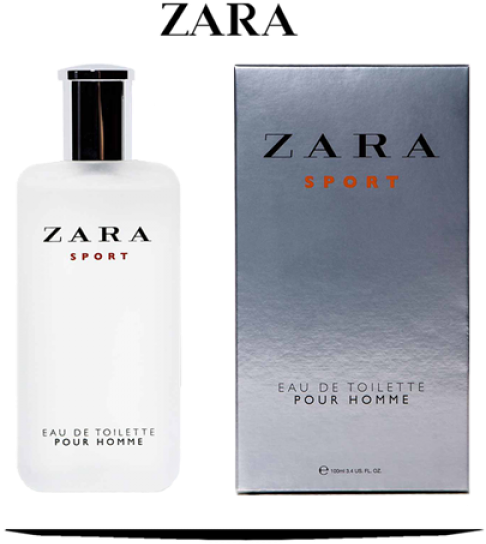 ZARA
ZARA
SPORT
EAU DE TOILETTE
POUR HOMME
ZARA
SPORT
EAU DE TOILETTE
POUR HOMME
℮ 100ml 3.4 US. FL. OZ.